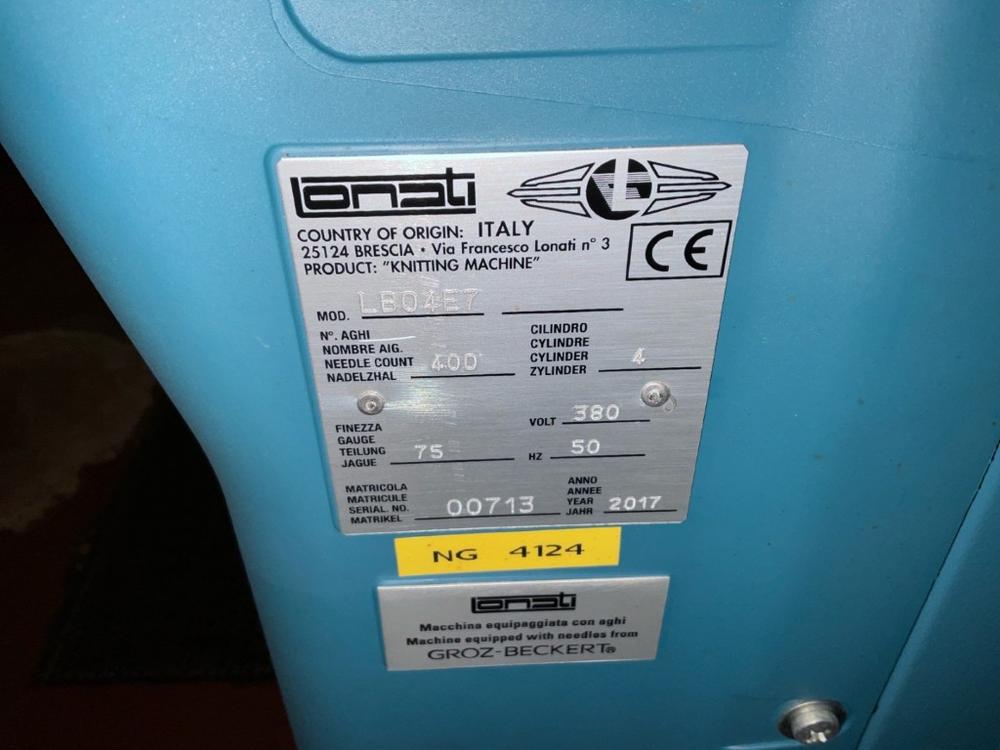 Lonati
COUNTRY OF ORIGIN: ITALY
25124 BRESCIA • Via Francesco Lonati n° 3
PRODUCT: "KNITTING MACHINE"
CE
MOD. LB04E7
N°. AGHI
NOMBRE AIG.
NEEDLE COUNT 400
NADELZHAL
CILINDRO
CYLINDRE
CYLINDER 4
ZYLINDER
VOLT 380
FINEZZA
GAUGE
TEILUNG 75
JAGUE
HZ 50
MATRICOLA
MATRICULE
SERIAL. NO. 00713
MATRIKEL
ANNO
ANNEE
YEAR 2017
JAHR
NG 4124
Lonati
Macchina equipaggiata con aghi
Machine equipped with needles from
GROZ-BECKERT®